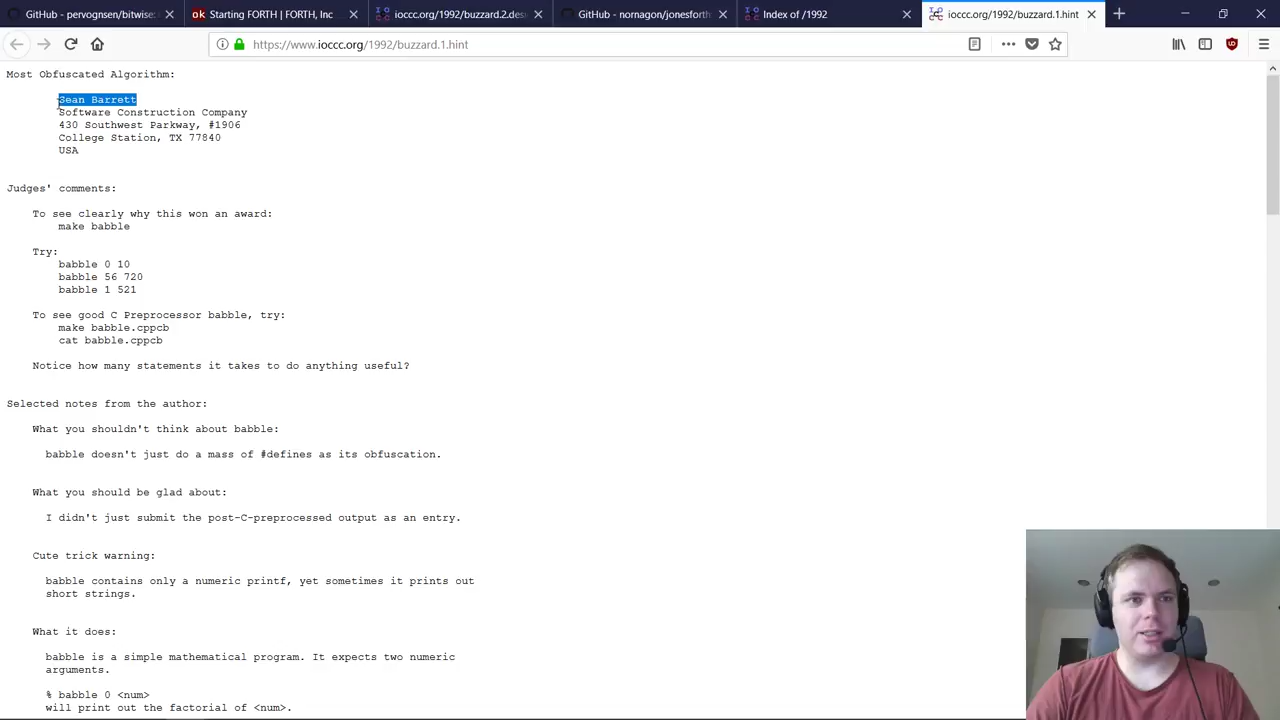 GitHub - pervognsen/bitwise:
Starting FORTH | FORTH, Inc
ioccc.org/1992/buzzard.2.des
GitHub - nornagon/jonesforth
Index of /1992
ioccc.org/1992/buzzard.1.hint
https://www.ioccc.org/1992/buzzard.1.hint
Most Obfuscated Algorithm:
Sean Barrett
Software Construction Company
430 Southwest Parkway, #1906
College Station, TX 77840
USA
Judges' comments:
To see clearly why this won an award:
make babble
Try:
babble 0 10
babble 56 720
babble 1 521
To see good C Preprocessor babble, try:
make babble.cppcb
cat babble.cppcb
Notice how many statements it takes to do anything useful?
Selected notes from the author:
What you shouldn't think about babble:
babble doesn't just do a mass of #defines as its obfuscation.
What you should be glad about:
I didn't just submit the post-C-preprocessed output as an entry.
Cute trick warning:
babble contains only a numeric printf, yet sometimes it prints out
short strings.
What it does:
babble is a simple mathematical program. It expects two numeric
arguments.
% babble 0 <num>
will print out the factorial of <num>.